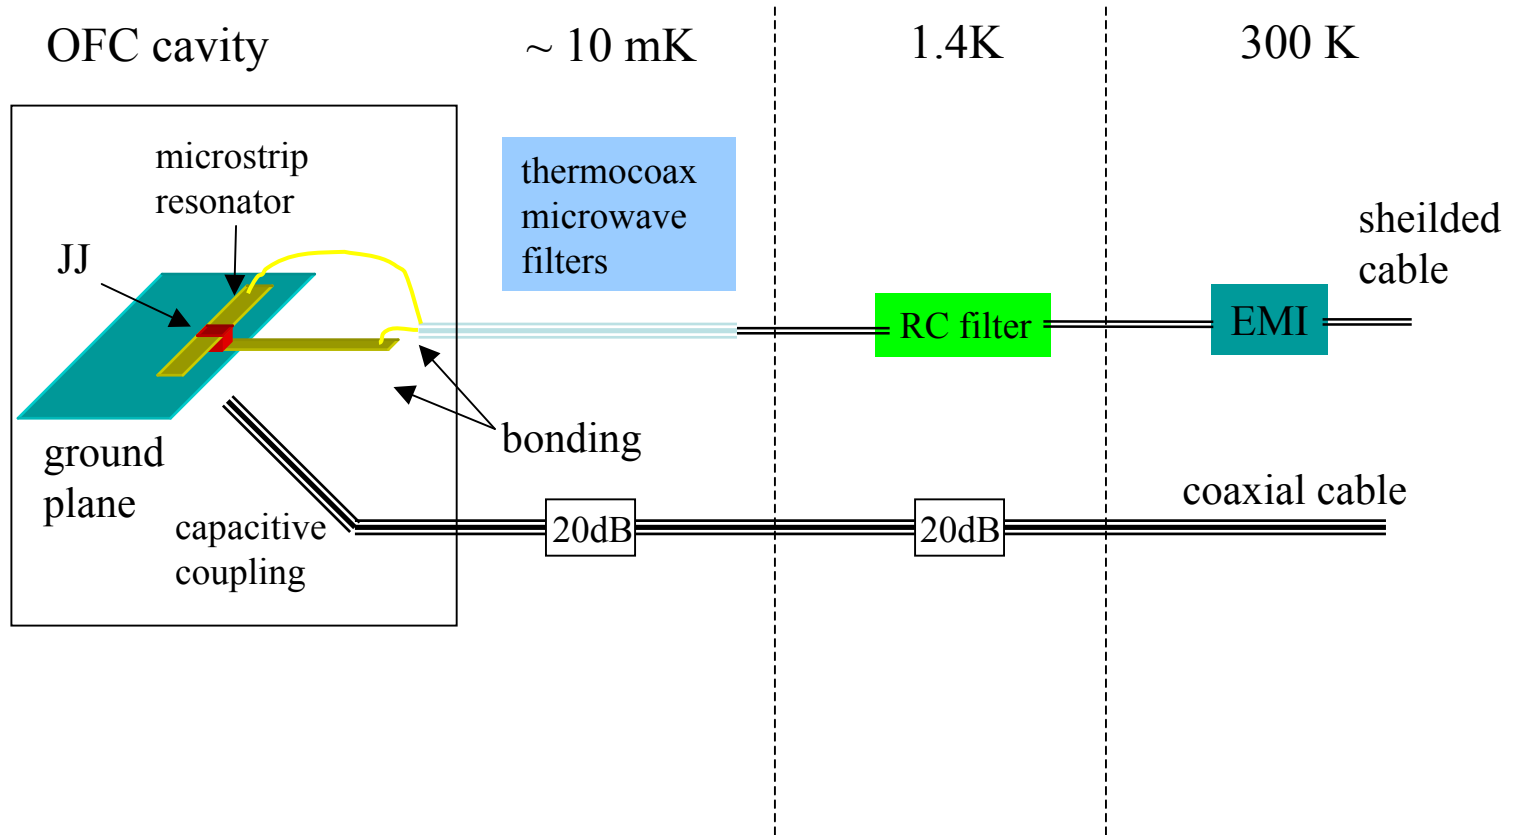 OFC cavity
~ 10 mK
1.4K
300 K
microstrip
resonator
JJ
thermocoax
microwave
filters
sheilded
cable
RC filter
EMI
bonding
ground
plane
capacitive
coupling
20dB
20dB
coaxial cable